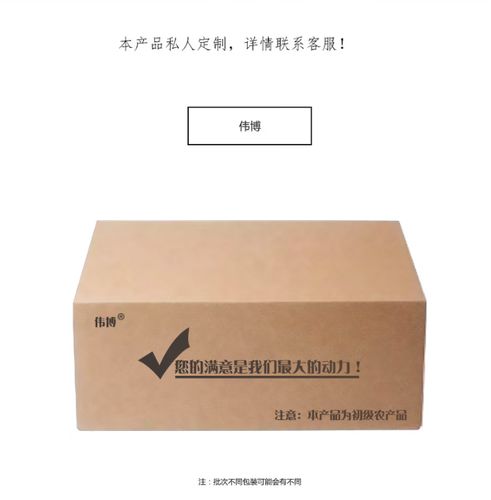 本产品私人定制，详情联系客服！
伟博
伟博®
您的满意是我们最大的动力！
注意：本产品为初级农产品
注：批次不同包装可能会有不同